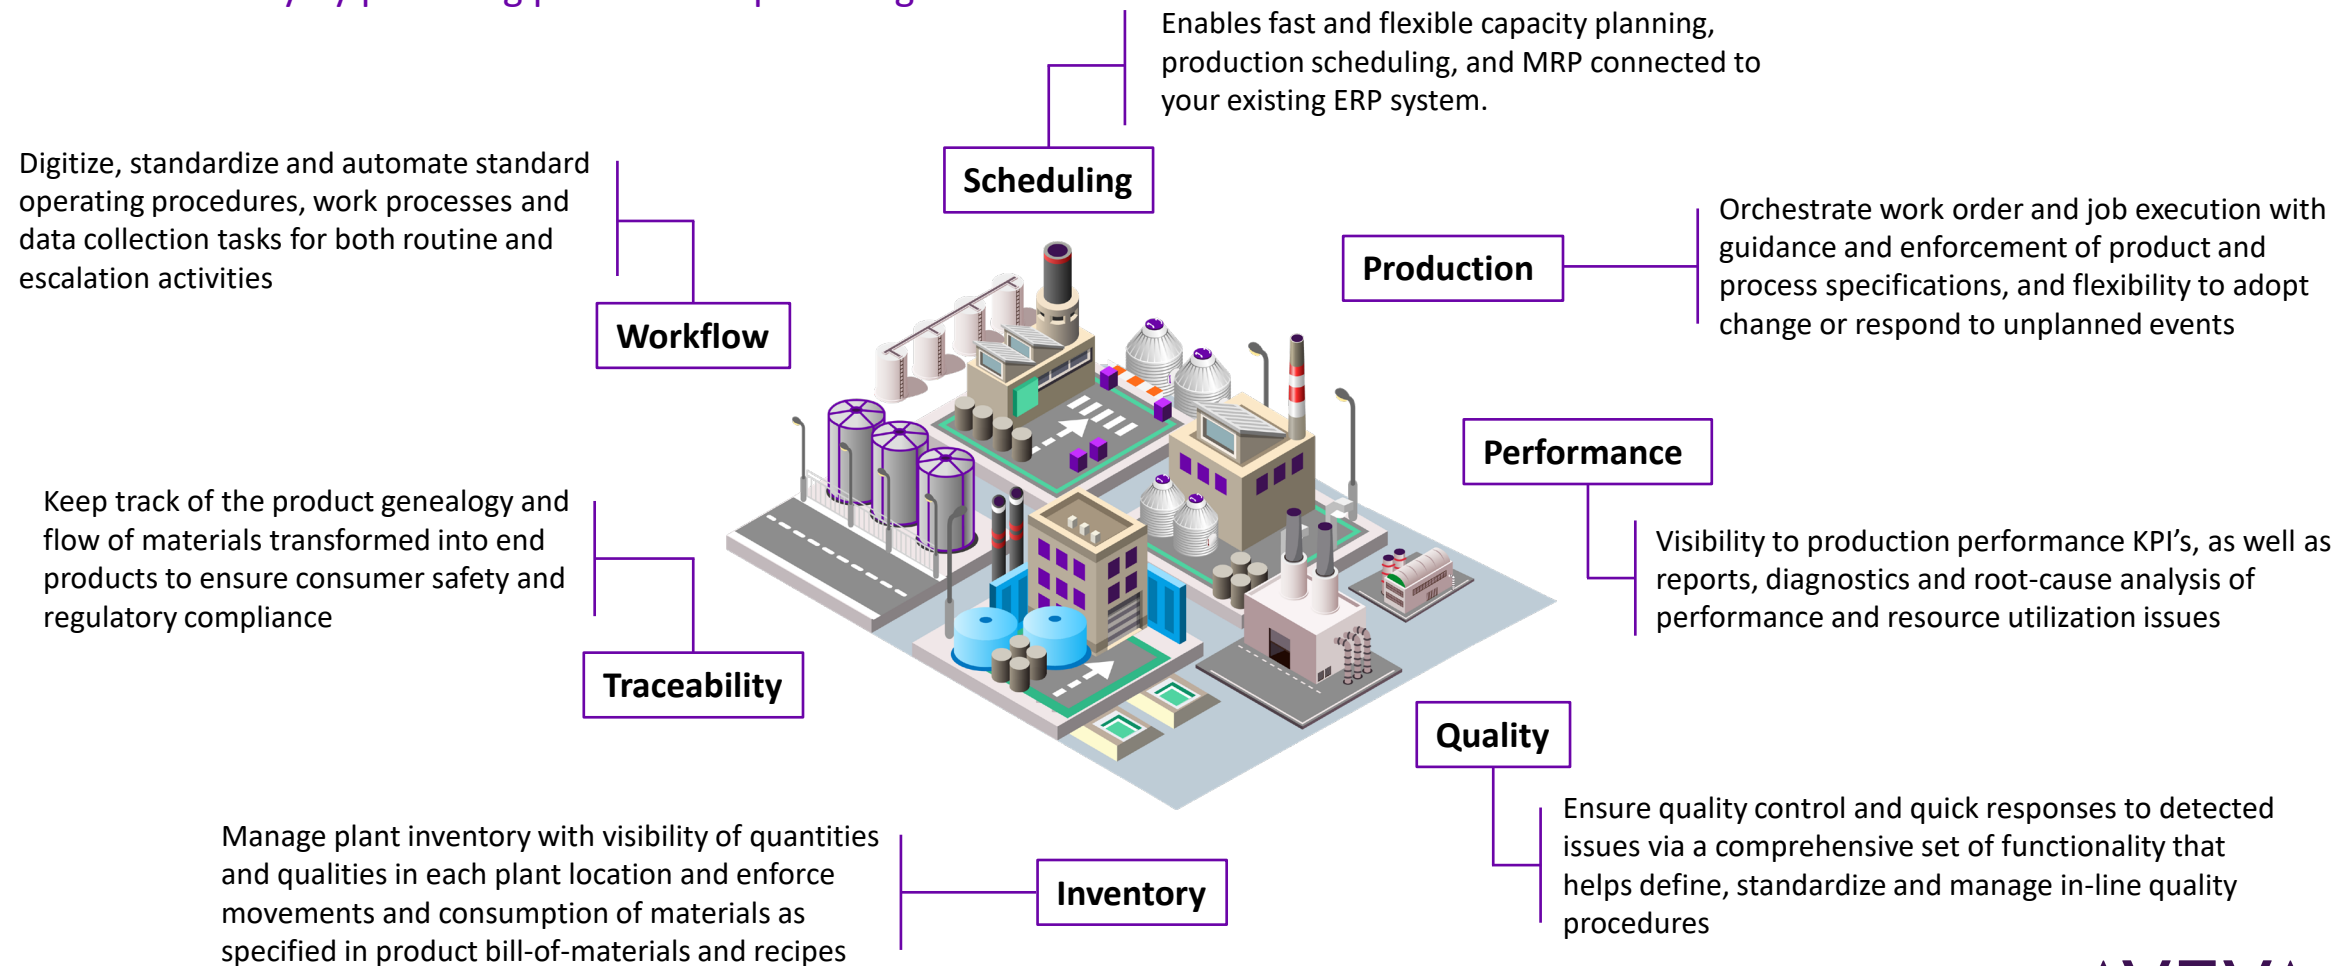 Enables fast and flexible capacity planning,
production scheduling, and MRP connected to
your existing ERP system.
Scheduling
Digitize, standardize and automate standard
operating procedures, work processes and
data collection tasks for both routine and
escalation activities
Workflow
Orchestrate work order and job execution with
guidance and enforcement of product and
process specifications, and flexibility to adopt
change or respond to unplanned events
Production
Performance
Visibility to production performance KPI's, as well as
reports, diagnostics and root-cause analysis of
performance and resource utilization issues
Keep track of the product genealogy and
flow of materials transformed into end
products to ensure consumer safety and
regulatory compliance
Traceability
Quality
Ensure quality control and quick responses to detected
issues via a comprehensive set of functionality that
helps define, standardize and manage in-line quality
procedures
Manage plant inventory with visibility of quantities
and qualities in each plant location and enforce
movements and consumption of materials as
specified in product bill-of-materials and recipes
Inventory